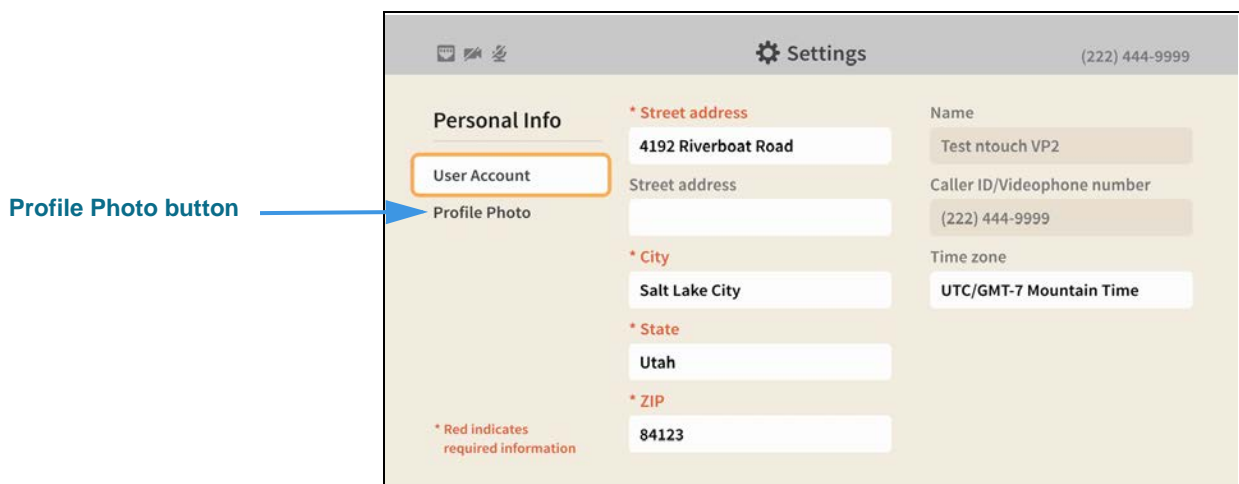 Settings
(222) 444-9999
Profile Photo button
Personal Info
User Account
Profile Photo
* Red indicates
required information
* Street address
4192 Riverboat Road
Street address
* City
Salt Lake City
* State
Utah
* ZIP
84123
Name
Test ntouch VP2
Caller ID/Videophone number
(222) 444-9999
Time zone
UTC/GMT-7 Mountain Time